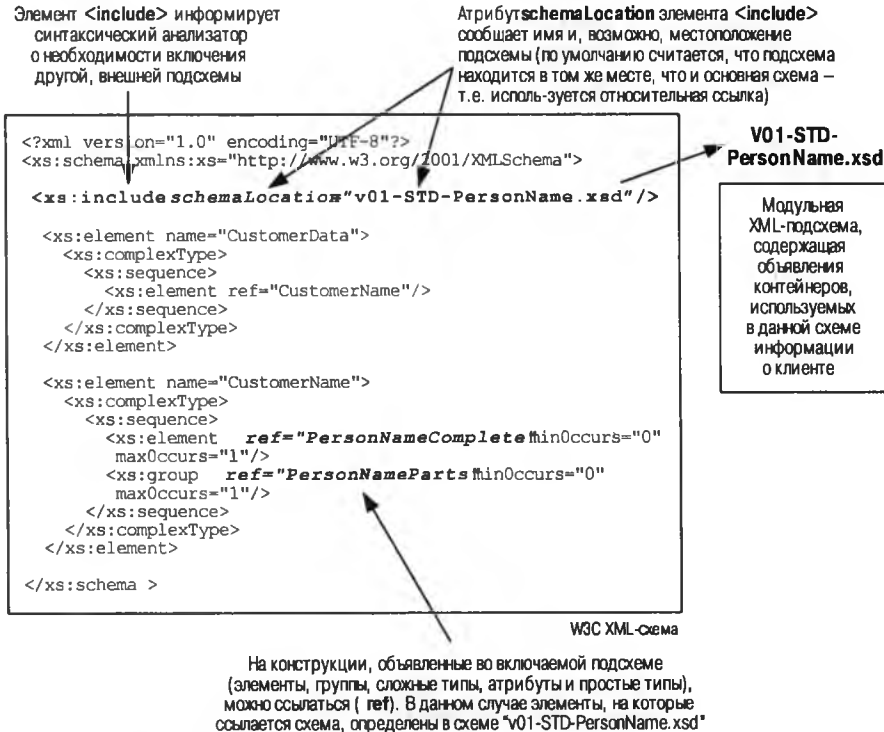 Элемент <include> информирует
синтаксический анализатор
о необходимости включения
другой, внешней подсхемы
Атрибут schemaLocation элемента <include>
сообщает имя и, возможно, местоположение
подсхемы (по умолчанию считается, что подсхема
находится в том же месте, что и основная схема –
т.е. исполь-зуется относительная ссылка)
<?xml version="1.0" encoding="UTF-8"?>
<xs:schema xmlns:xs="http://www.w3.org/2001/XMLSchema">
<xs:include schemaLocation="v01-STD-PersonName.xsd"/>
<xs:element name="CustomerData">
<xs:complexType>
<xs:sequence>
<xs:element ref="CustomerName"/>
</xs:sequence>
</xs:complexType>
</xs:element>
<xs:element name="CustomerName">
<xs:complexType>
<xs:sequence>
<xs:element ref="PersonNameComplete" minOccurs="0"
maxOccurs="1"/>
<xs:group ref="PersonNameParts" minOccurs="0"
maxOccurs="1"/>
</xs:sequence>
</xs:complexType>
</xs:element>
</xs:schema >
V01-STD-
PersonName.xsd
Модульная
XML-подсхема,
содержащая
объявления
контейнеров,
используемых
в данной схеме
информации
о клиенте
W3C XML-схема
На конструкции, объявленные во включаемой подсхеме
(элементы, группы, сложные типы, атрибуты и простые типы),
можно ссылаться ( ref). В данном случае элементы, на которые
ссылается схема, определены в схеме "v01-STD-PersonName.xsd"